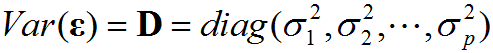 Var(ε) = D = diag(σ₁², σ₂², ⋯, σₚ²)